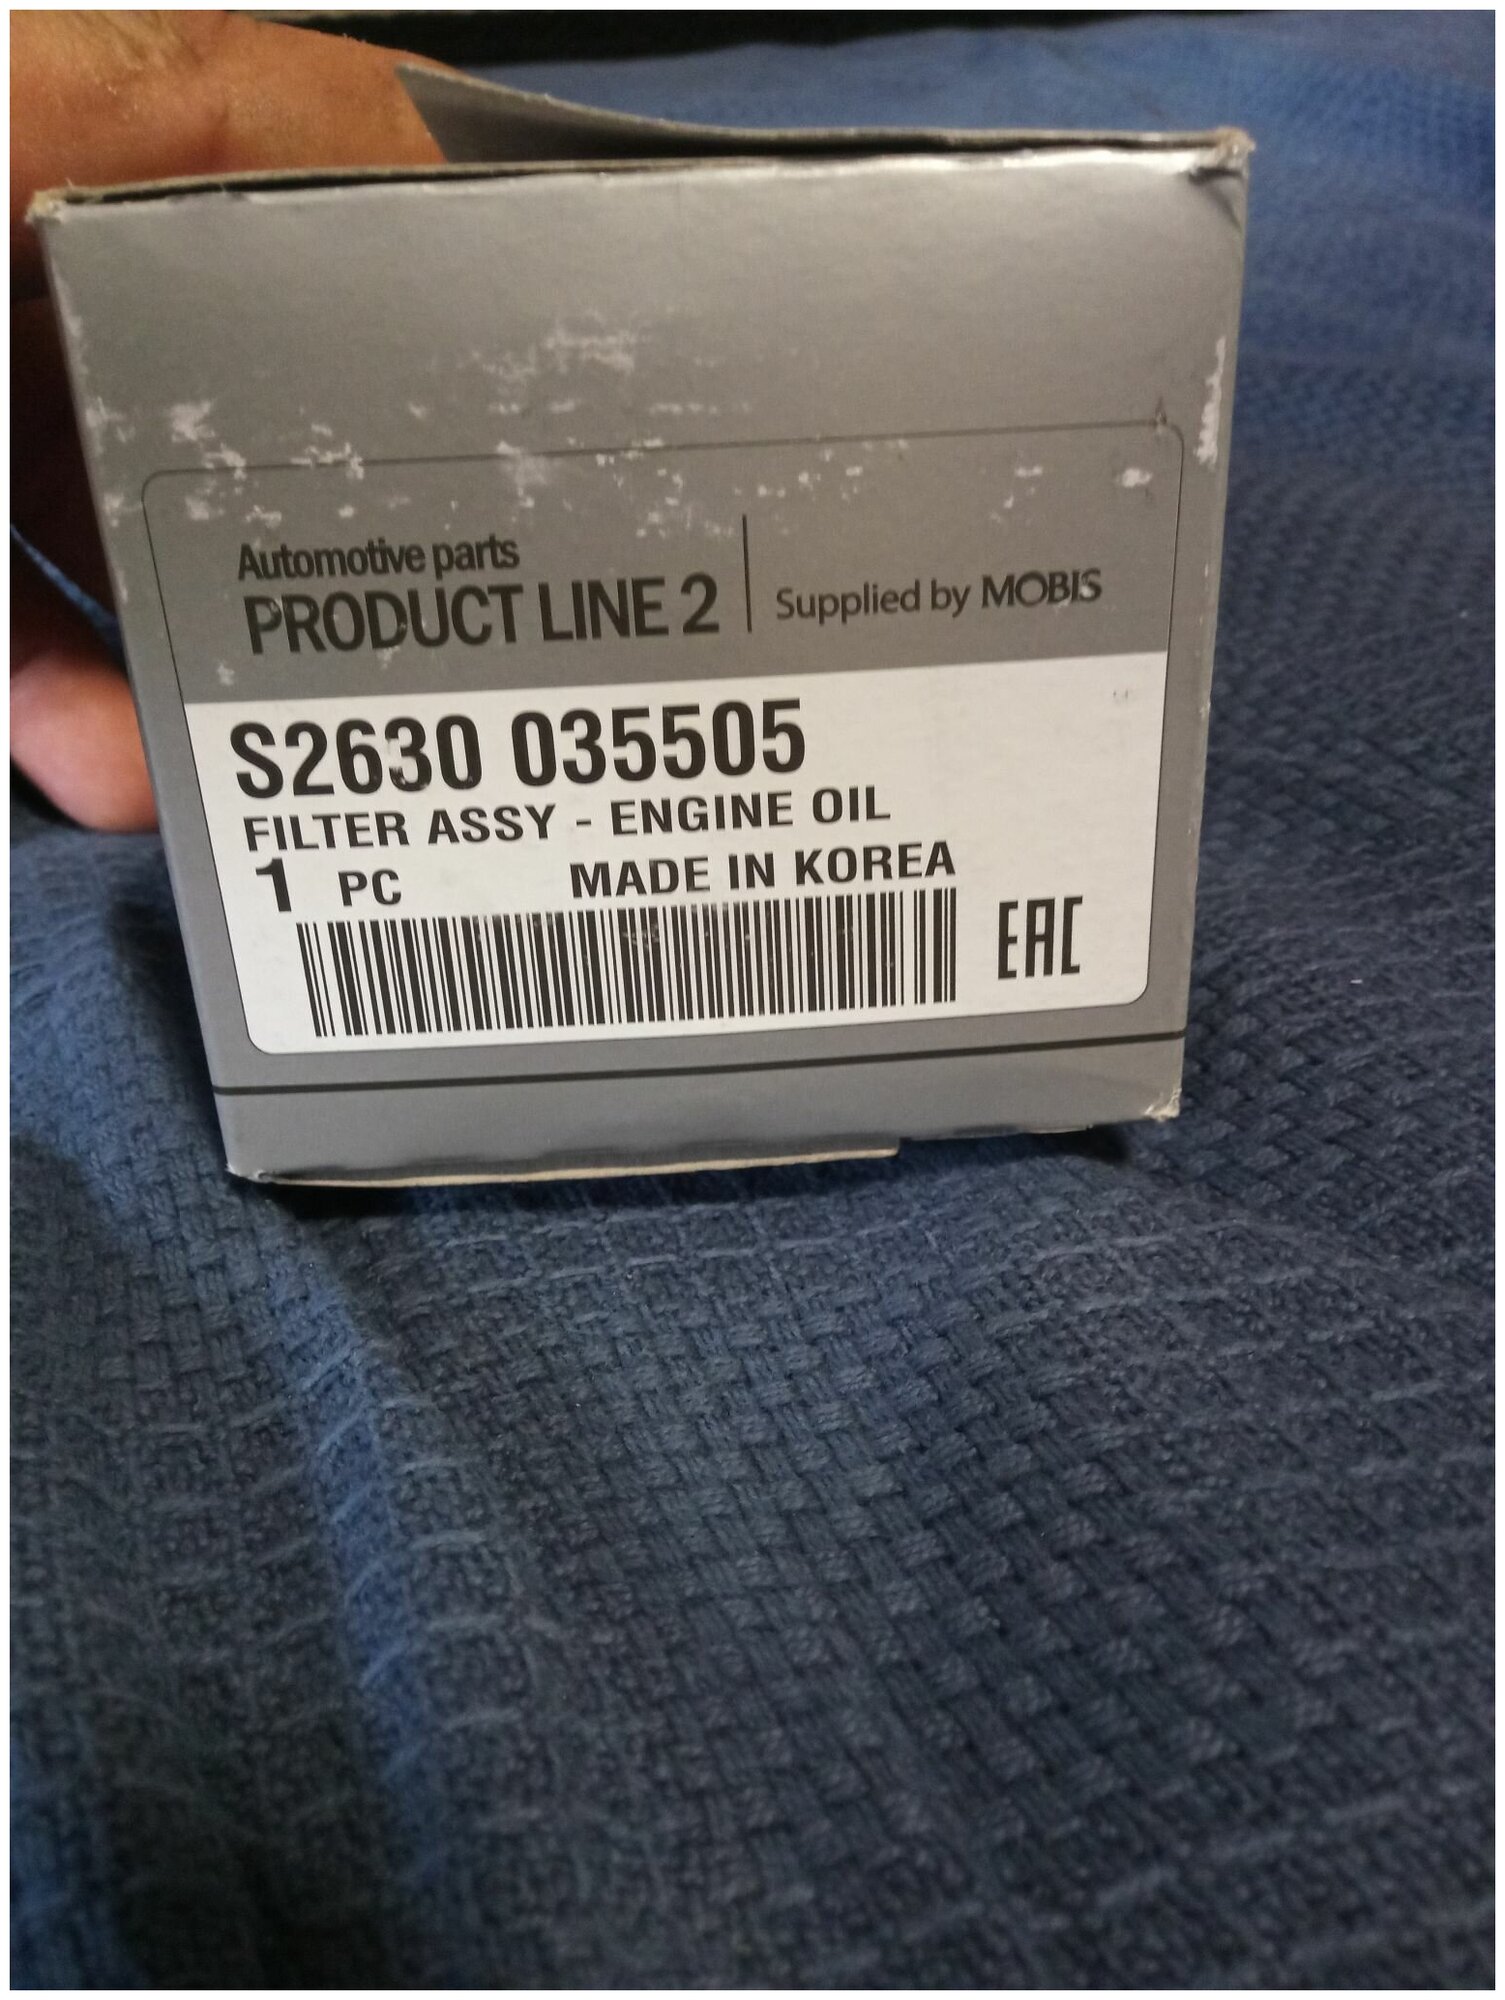 Automotive parts
PRODUCT LINE 2
Supplied by MOBIS
S2630 035505
FILTER ASSY - ENGINE OIL
1 PC MADE IN KOREA
EAC